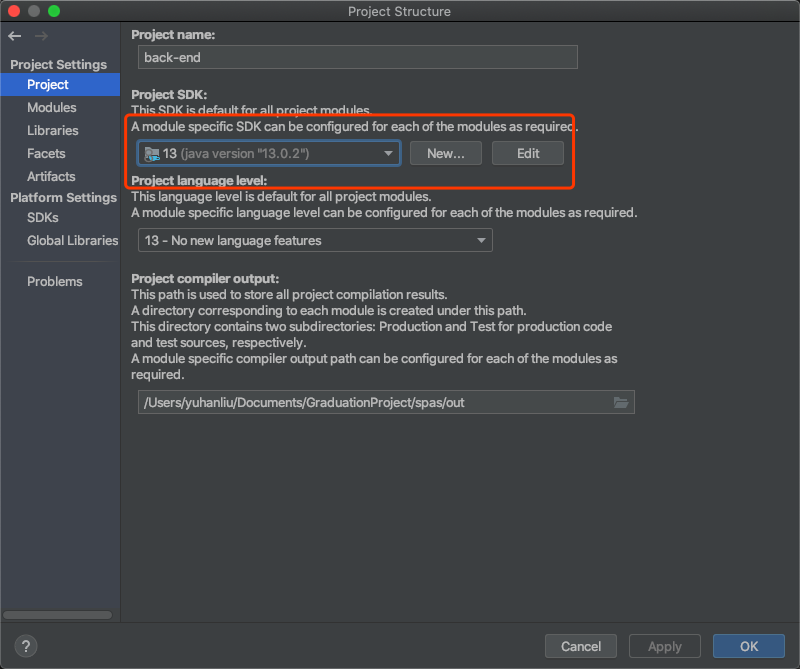 Project Structure
Project Settings
Project
Modules
Libraries
Facets
Artifacts
Platform Settings
SDKs
Global Libraries
Problems
Project name:
back-end
Project SDK:
This SDK is default for all project modules.
A module specific SDK can be configured for each of the modules as required.
13 (java version "13.0.2")
New...
Edit
Project language level:
This language level is default for all project modules.
A module specific language level can be configured for each of the modules as required.
13 - No new language features
Project compiler output:
This path is used to store all project compilation results.
A directory corresponding to each module is created under this path.
This directory contains two subdirectories: Production and Test for production code
and test sources, respectively.
A module specific compiler output path can be configured for each of the modules as
required.
/Users/yuhanliu/Documents/GraduationProject/spas/out
?
Cancel
Apply
OK